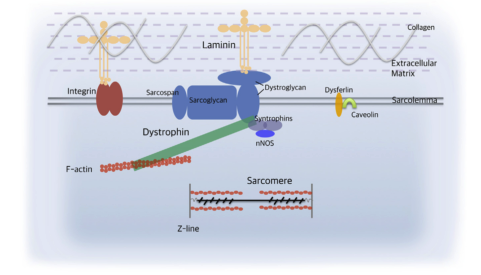 Collagen
Laminin
Extracellular
Matrix
Integrin
Sarcospan
Sarcoglycan
Dystroglycan
Dysferlin
Sarcolemma
Caveolin
Syntrophins
Dystrophin
nNOS
F-actin
Sarcomere
Z-line